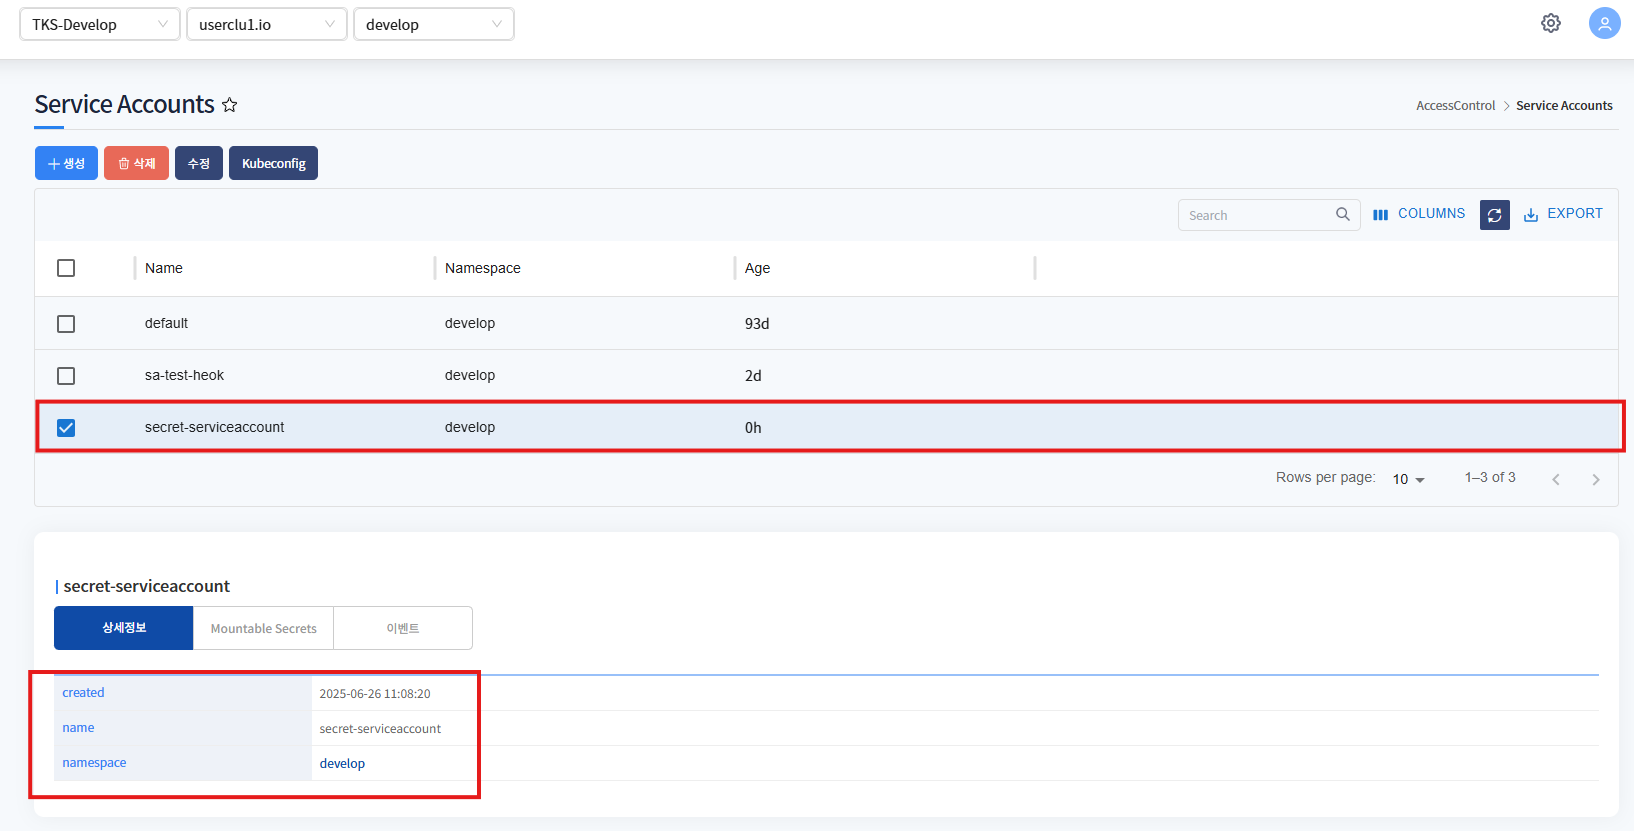 TKS-Develop userclu1.io develop
Service Accounts
AccessControl > Service Accounts
+ 생성 삭제 수정 Kubeconfig
Search COLUMNS EXPORT
Name Namespace Age
default develop 93d
sa-test-heok develop 2d
secret-serviceaccount develop 0h
Rows per page: 10 1–3 of 3
secret-serviceaccount
상세정보 Mountable Secrets 이벤트
created 2025-06-26 11:08:20
name secret-serviceaccount
namespace develop